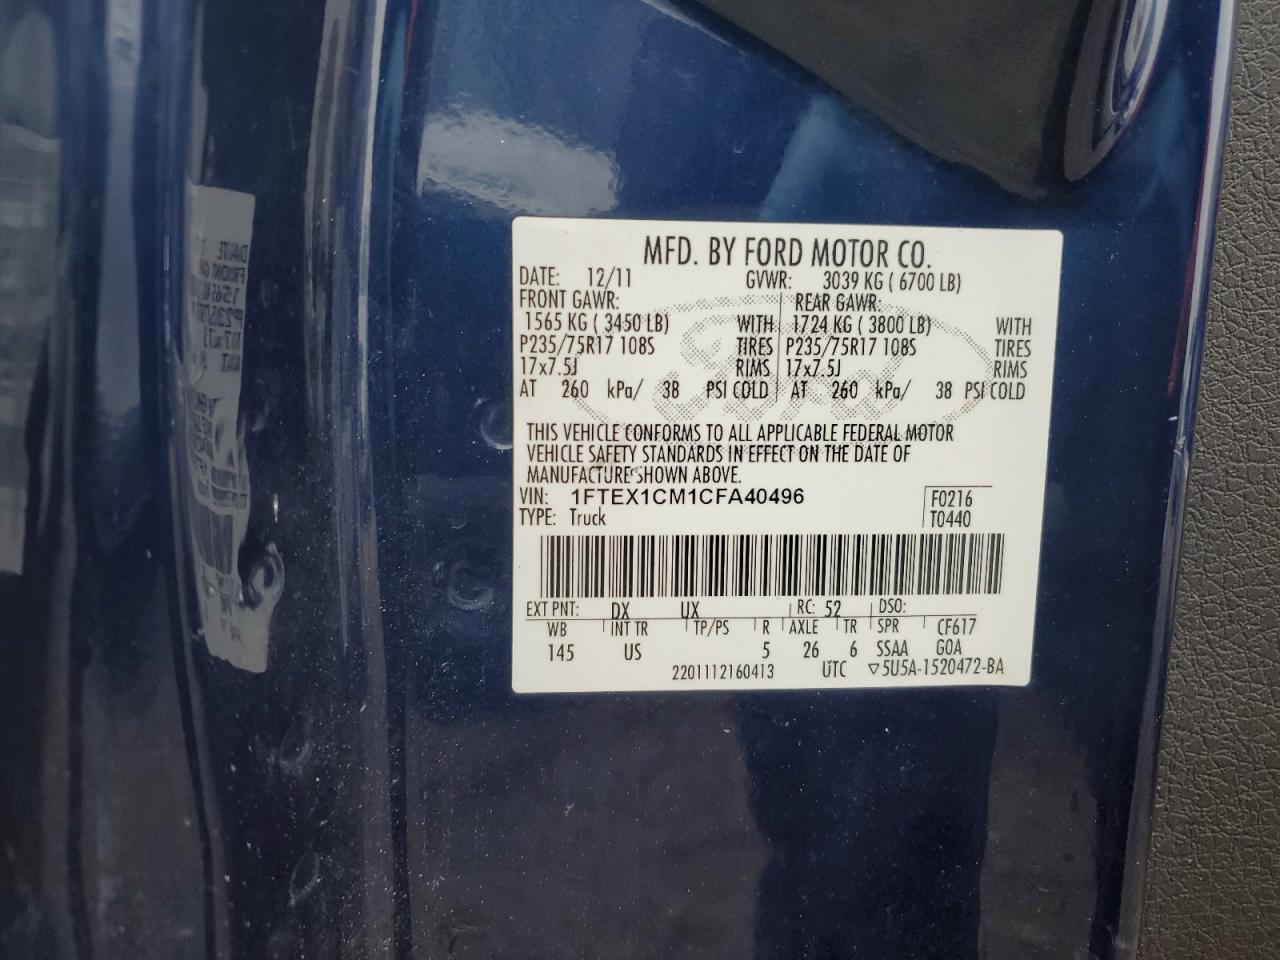 MFD. BY FORD MOTOR CO.
DATE: 12/11 GVWR: 3039 KG ( 6700 LB)
FRONT GAWR: REAR GAWR:
1565 KG ( 3450 LB) WITH 1724 KG ( 3800 LB) WITH
P235/75R17 108S TIRES P235/75R17 108S TIRES
17x7.5J RIMS 17x7.5J RIMS
AT 260 kPa/ 38 PSI COLD AT 260 kPa/ 38 PSI COLD
Ford
THIS VEHICLE CONFORMS TO ALL APPLICABLE FEDERAL MOTOR
VEHICLE SAFETY STANDARDS IN EFFECT ON THE DATE OF
MANUFACTURE SHOWN ABOVE.
VIN: 1FTEX1CM1CFA40496 F0216
TYPE: Truck T0440
EXT PNT: DX UX RC: 52 DSO:
WB INT TR TP/PS R AXLE TR SPR CF617
145 US 5 26 6 SSAA GOA
2201112160413 UTC ▽5U5A-1520472-BA